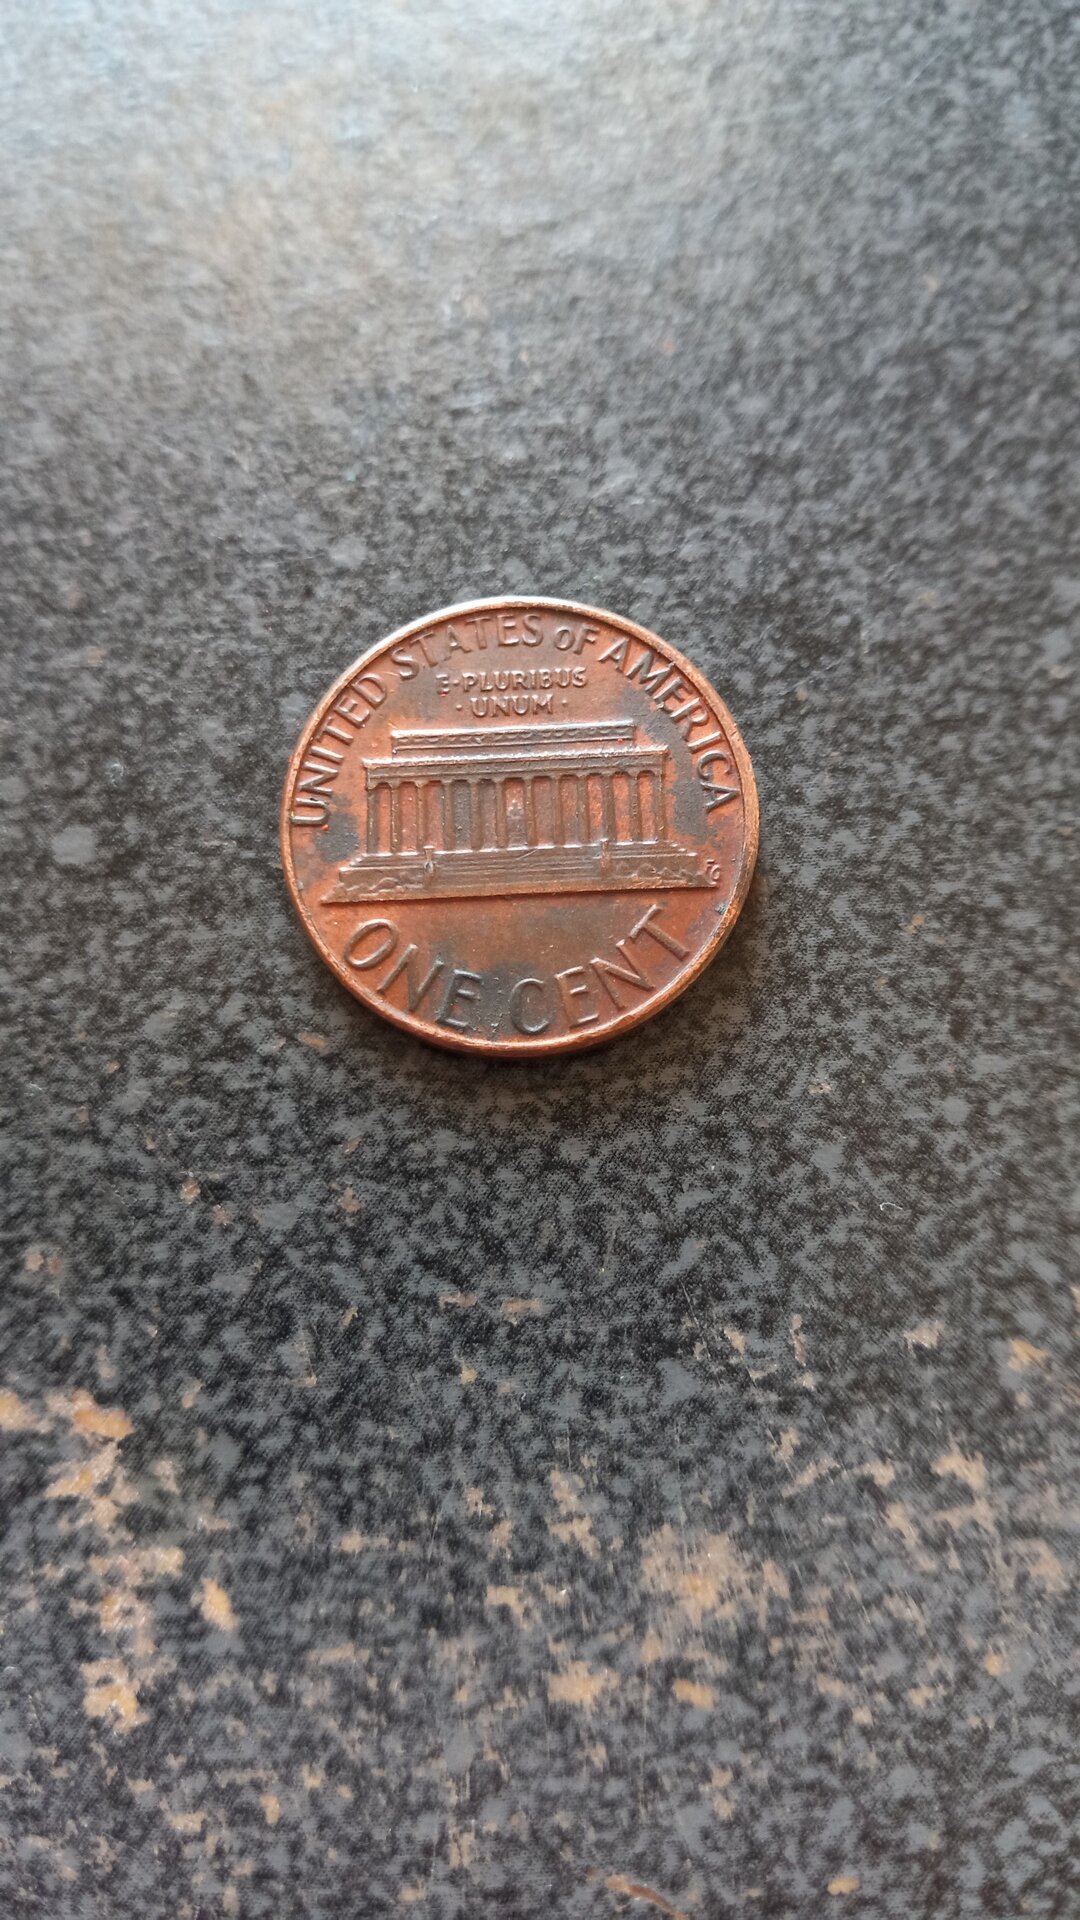 UNITED STATES OF AMERICA
E·PLURIBUS
·UNUM·
ONE CENT